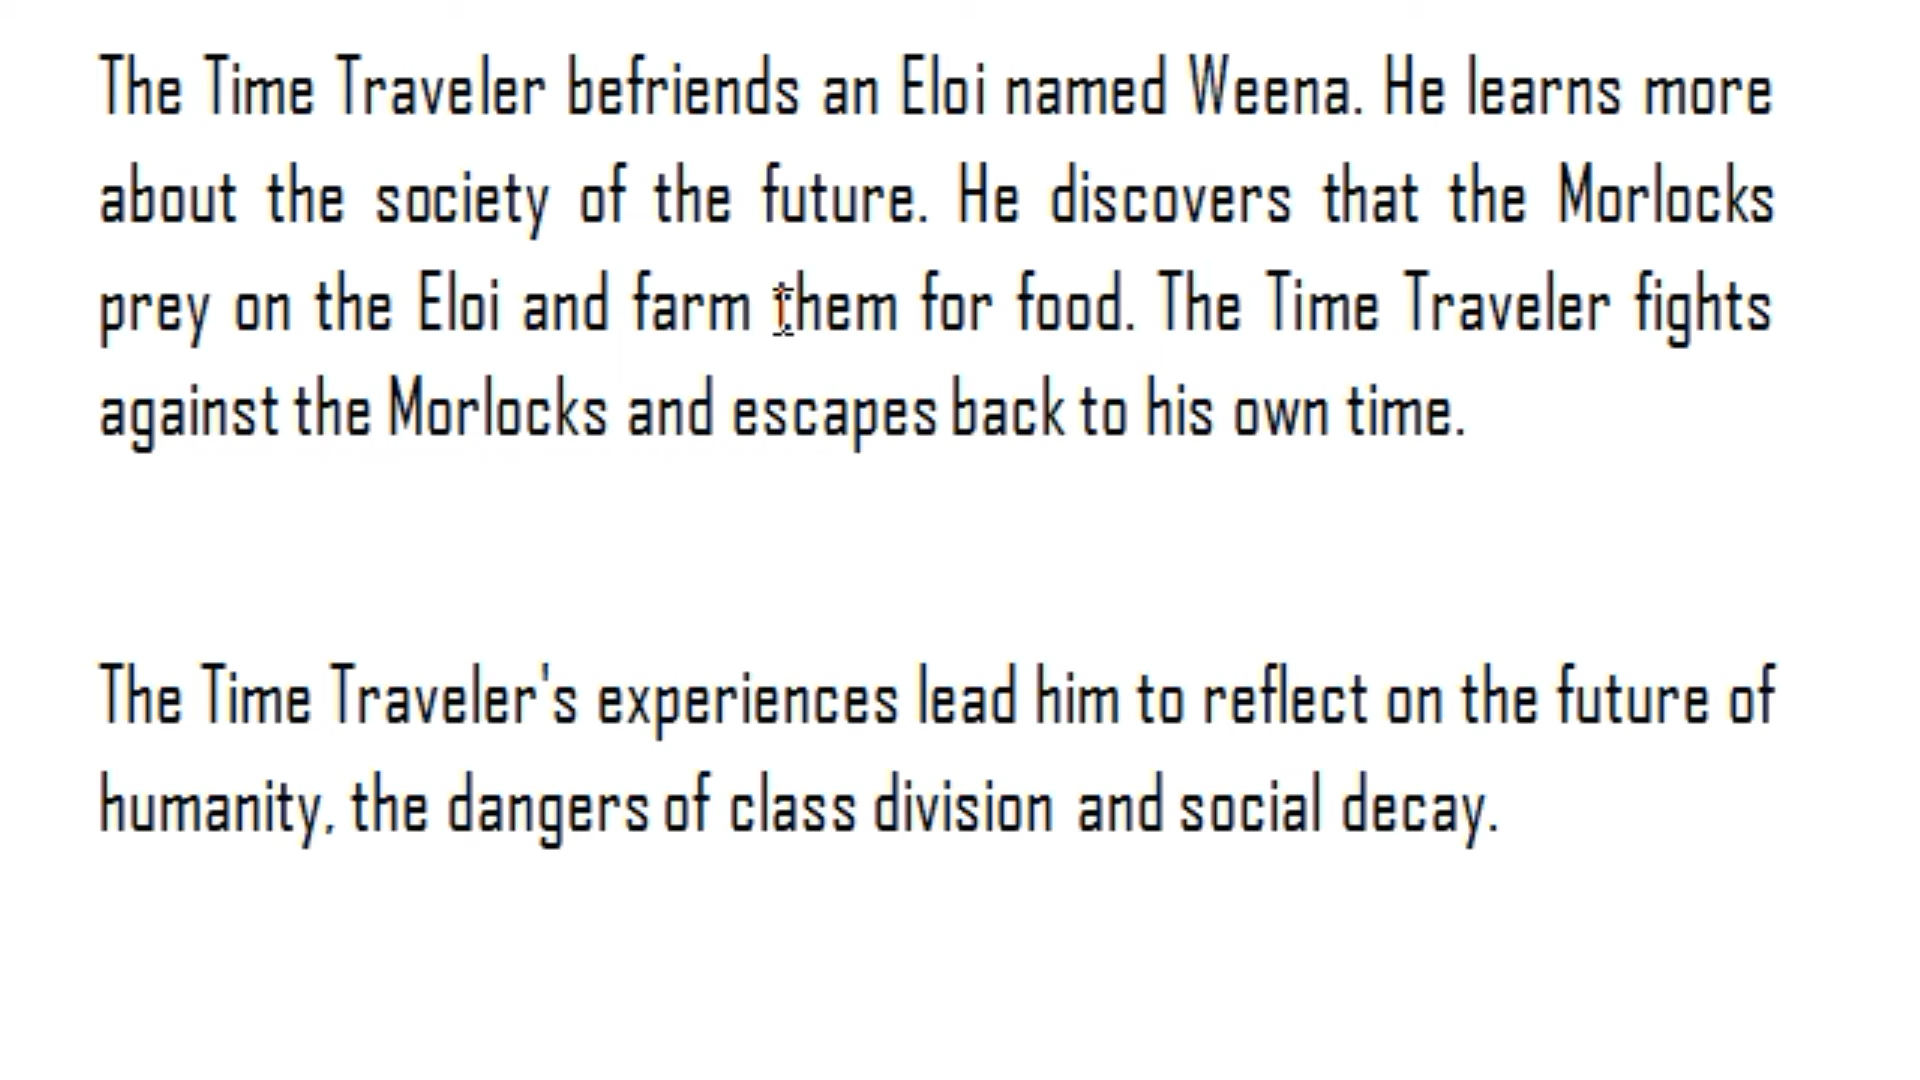 The Time Traveler befriends an Eloi named Weena. He learns more
about the society of the future. He discovers that the Morlocks
prey on the Eloi and farm them for food. The Time Traveler fights
against the Morlocks and escapes back to his own time.
The Time Traveler's experiences lead him to reflect on the future of
humanity, the dangers of class division and social decay.